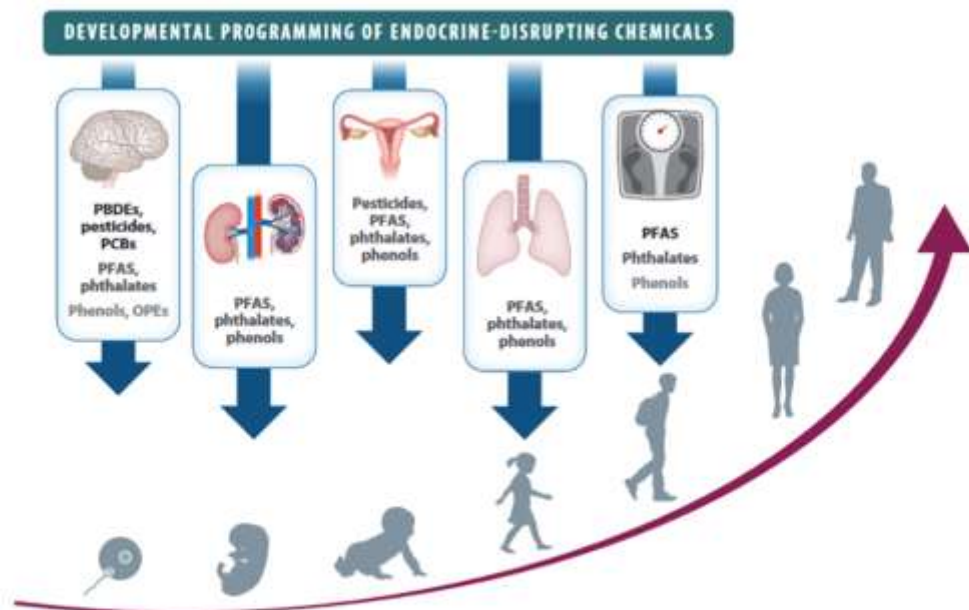 DEVELOPMENTAL PROGRAMMING OF ENDOCRINE-DISRUPTING CHEMICALS
PBDEs,
pesticides,
PCBs
PFAS,
phthalates
Phenols, OPEs
PFAS,
phthalates,
phenols
Pesticides,
PFAS,
phthalates,
phenols
PFAS,
phthalates,
phenols
PFAS
Phthalates
Phenols